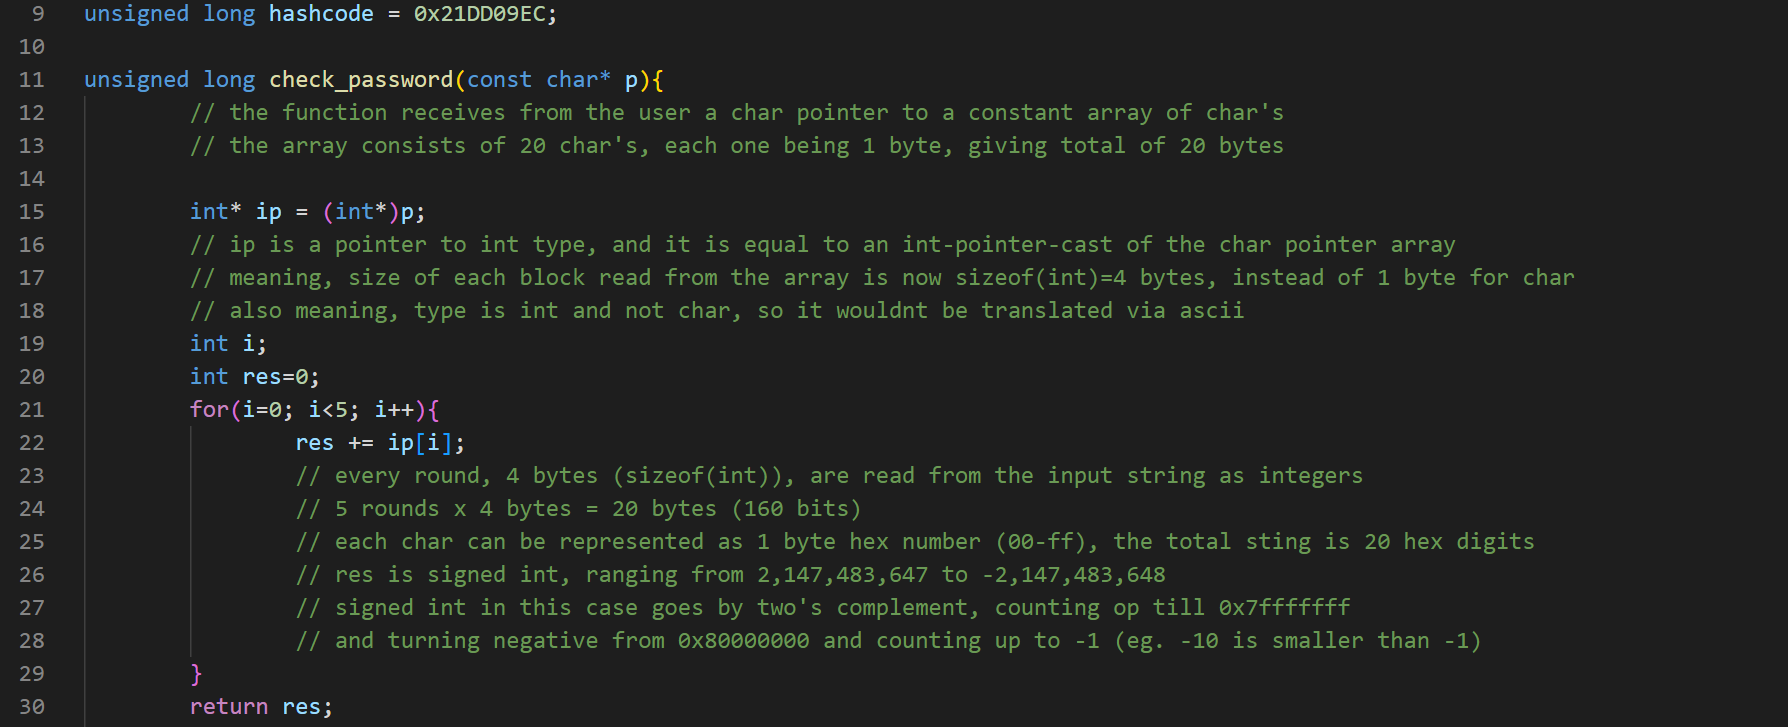 9 unsigned long hashcode = 0x21DD09EC;
10
11 unsigned long check_password(const char* p){
12 // the function receives from the user a char pointer to a constant array of char's
13 // the array consists of 20 char's, each one being 1 byte, giving total of 20 bytes
14
15 int* ip = (int*)p;
16 // ip is a pointer to int type, and it is equal to an int-pointer-cast of the char pointer array
17 // meaning, size of each block read from the array is now sizeof(int)=4 bytes, instead of 1 byte for char
18 // also meaning, type is int and not char, so it wouldnt be translated via ascii
19 int i;
20 int res=0;
21 for(i=0; i<5; i++){
22 res += ip[i];
23 // every round, 4 bytes (sizeof(int)), are read from the input string as integers
24 // 5 rounds x 4 bytes = 20 bytes (160 bits)
25 // each char can be represented as 1 byte hex number (00-ff), the total sting is 20 hex digits
26 // res is signed int, ranging from 2,147,483,647 to -2,147,483,648
27 // signed int in this case goes by two's complement, counting op till 0x7fffffff
28 // and turning negative from 0x80000000 and counting up to -1 (eg. -10 is smaller than -1)
29 }
30 return res;